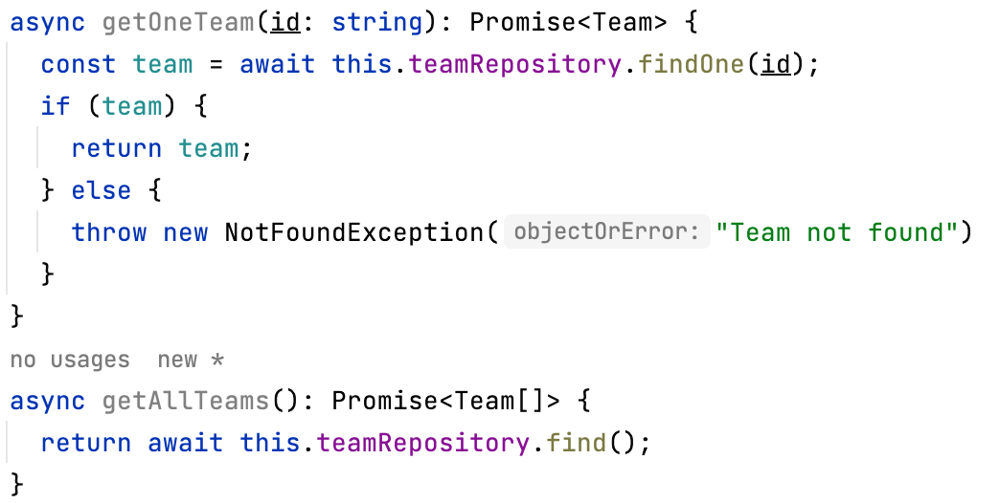 async getOneTeam(id: string): Promise<Team> {
  const team = await this.teamRepository.findOne(id);
  if (team) {
    return team;
  } else {
    throw new NotFoundException( objectOrError: "Team not found")
  }
}
no usages  new *
async getAllTeams(): Promise<Team[]> {
  return await this.teamRepository.find();
}